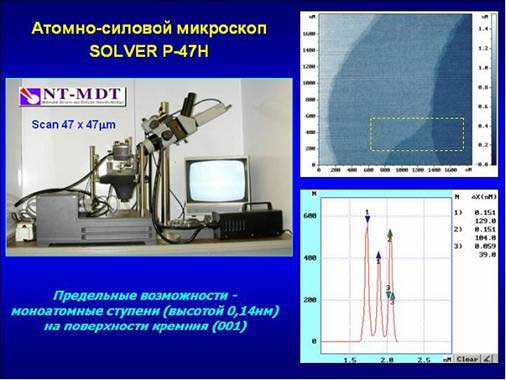 Атомно-силовой микроскоп
SOLVER P-47H
NT-MDT
Scan 47 x 47μm
Предельные возможности -
моноатомные ступени (высотой 0,14нм)
на поверхности кремния (001)
nM
1600
1400
1200
1000
800
600
400
200
0
0 200 400 600 800 1200 1600 nM
nM
1.4
1.2
1.0
0.8
0.6
0.4
0.2
0.0
N
600
400
200
0
1.5 2.0 2.5 nM
1
1
2
3
3
N ΔX(nM)
1) 0.151
129.0
2) 0.151
104.0
3) 0.059
39.0
Clear